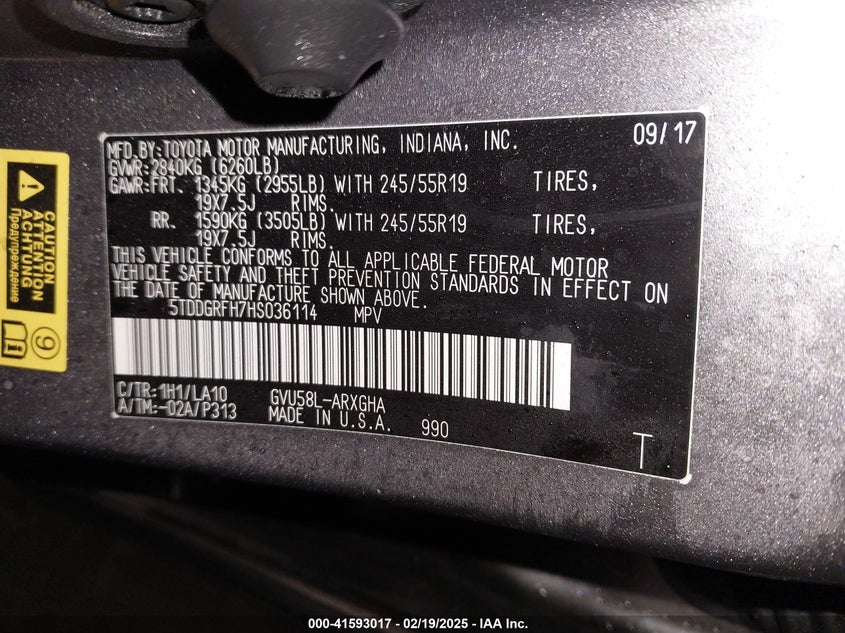 MFD.BY:TOYOTA MOTOR MANUFACTURING, INDIANA, INC. 09/17
GVWR: 2840KG (6260LB)
GAWR:FRT. 1345KG (2955LB) WITH 245/55R19 TIRES,
19X7.5J RIMS.
RR. 1590KG (3505LB) WITH 245/55R19 TIRES,
19X7.5J RIMS.
THIS VEHICLE CONFORMS TO ALL APPLICABLE FEDERAL MOTOR
VEHICLE SAFETY AND THEFT PREVENTION STANDARDS IN EFFECT ON
THE DATE OF MANUFACTURE SHOWN ABOVE.
5TDDGRFH7HS036114 MPV
C/TR:1H1/LA10 GVU58L-ARXGHA
A/TM:-02A/P313 MADE IN U.S.A. 990
T
CAUTION
ATTENTION
ACHTUNG
Предупреждение
9
i
000-41593017 - 02/19/2025 - IAA Inc.